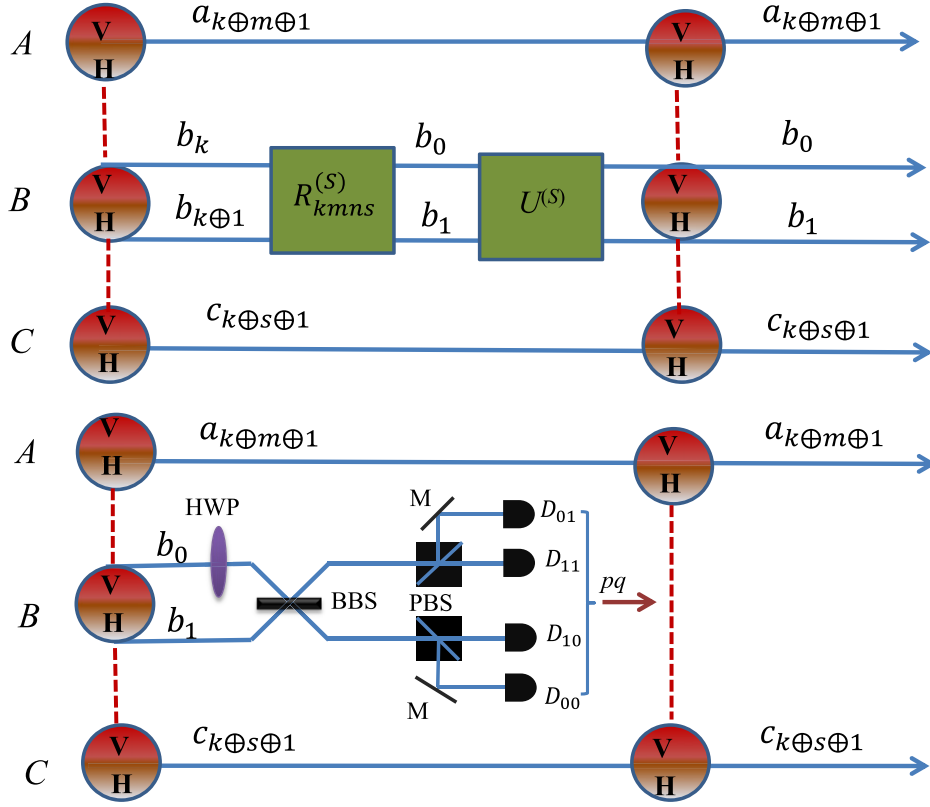 A V H a_{k⊕m⊕1} V H a_{k⊕m⊕1}
B V H b_k b_{k⊕1} R^{(S)}_{kmns} b_0 b_1 U^{(S)} V H b_0 b_1
C V H c_{k⊕s⊕1} V H c_{k⊕s⊕1}
A V H a_{k⊕m⊕1} V H a_{k⊕m⊕1}
M D_{01}
HWP
b_0 D_{11}
B V H BBS PBS pq
b_1 D_{10}
M D_{00}
C V H c_{k⊕s⊕1} V H c_{k⊕s⊕1}